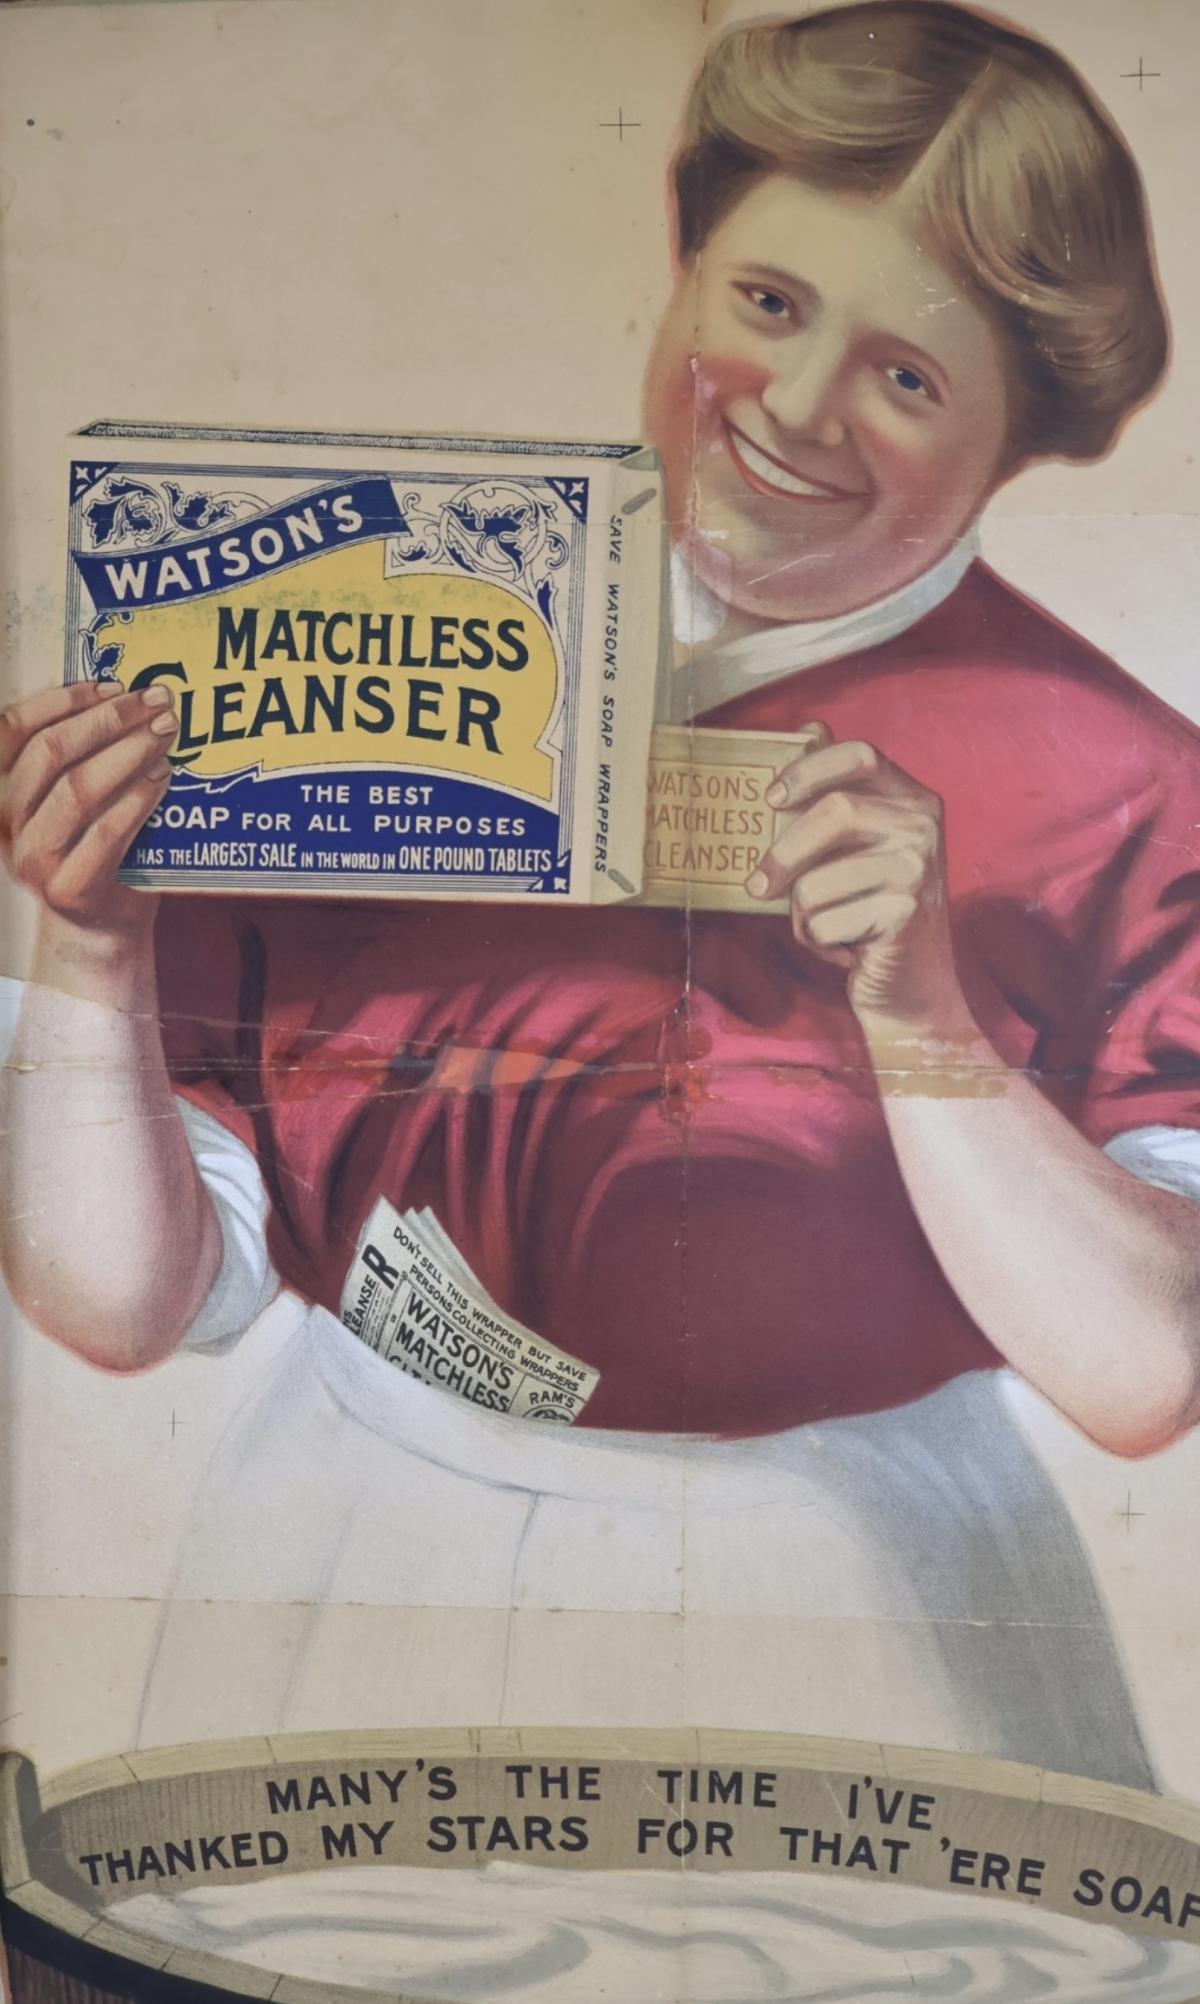 WATSON'S
MATCHLESS
CLEANSER
THE BEST
SOAP FOR ALL PURPOSES
HAS THE LARGEST SALE IN THE WORLD IN ONE POUND TABLETS
SAVE WATSON'S SOAP WRAPPERS
WATSON'S
MATCHLESS
CLEANSER
DON'T SELL THIS WRAPPER BUT SAVE
PERSONS COLLECTING WRAPPERS
R
LEANSE
WATSON'S
MATCHLESS
RAM'S
MANY'S THE TIME I'VE
THANKED MY STARS FOR THAT 'ERE SOAP